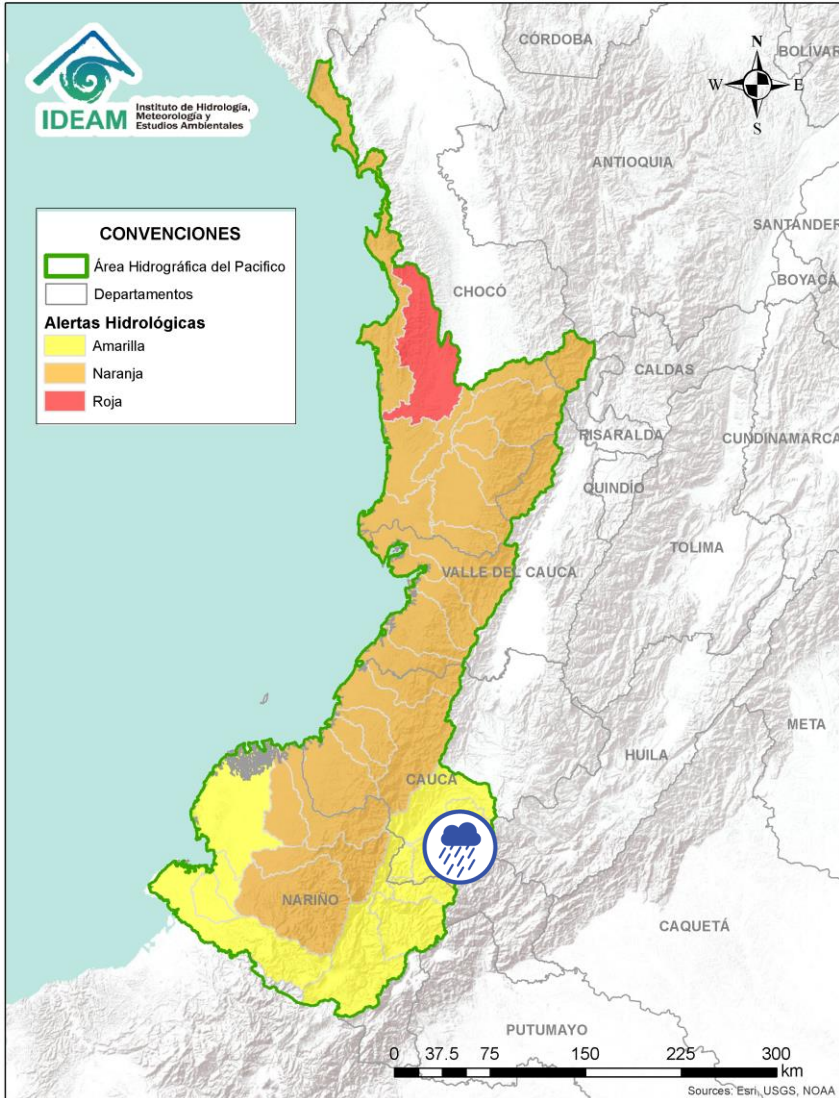 IDEAM
Instituto de Hidrología,
Meteorología y
Estudios Ambientales
N
W
E
S
CÓRDOBA
BOLÍVAR
ANTIOQUIA
SANTANDER
BOYACÁ
CONVENCIONES
Área Hidrográfica del Pacifico
Departamentos
Alertas Hidrológicas
Amarilla
Naranja
Roja
CHOCÓ
CALDAS
RISARALDA
CUNDINAMARCA
QUINDÍO
TOLIMA
VALLE DEL CAUCA
META
HUILA
CAUCA
NARIÑO
CAQUETÁ
PUTUMAYO
0 37.5 75 150 225 300
km
Sources: Esri, USGS, NOAA